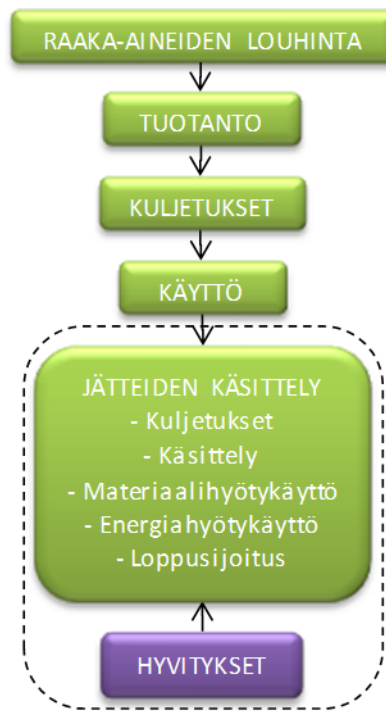 RAAKA-AINEIDEN LOUHINTA
TUOTANTO
KULJETUKSET
KÄYTTÖ
JÄTTEIDEN KÄSITTELY
- Kuljetukset
- Käsittely
- Materiaalihyötykäyttö
- Energiahyötykäyttö
- Loppusijoitus
HYVITYKSET